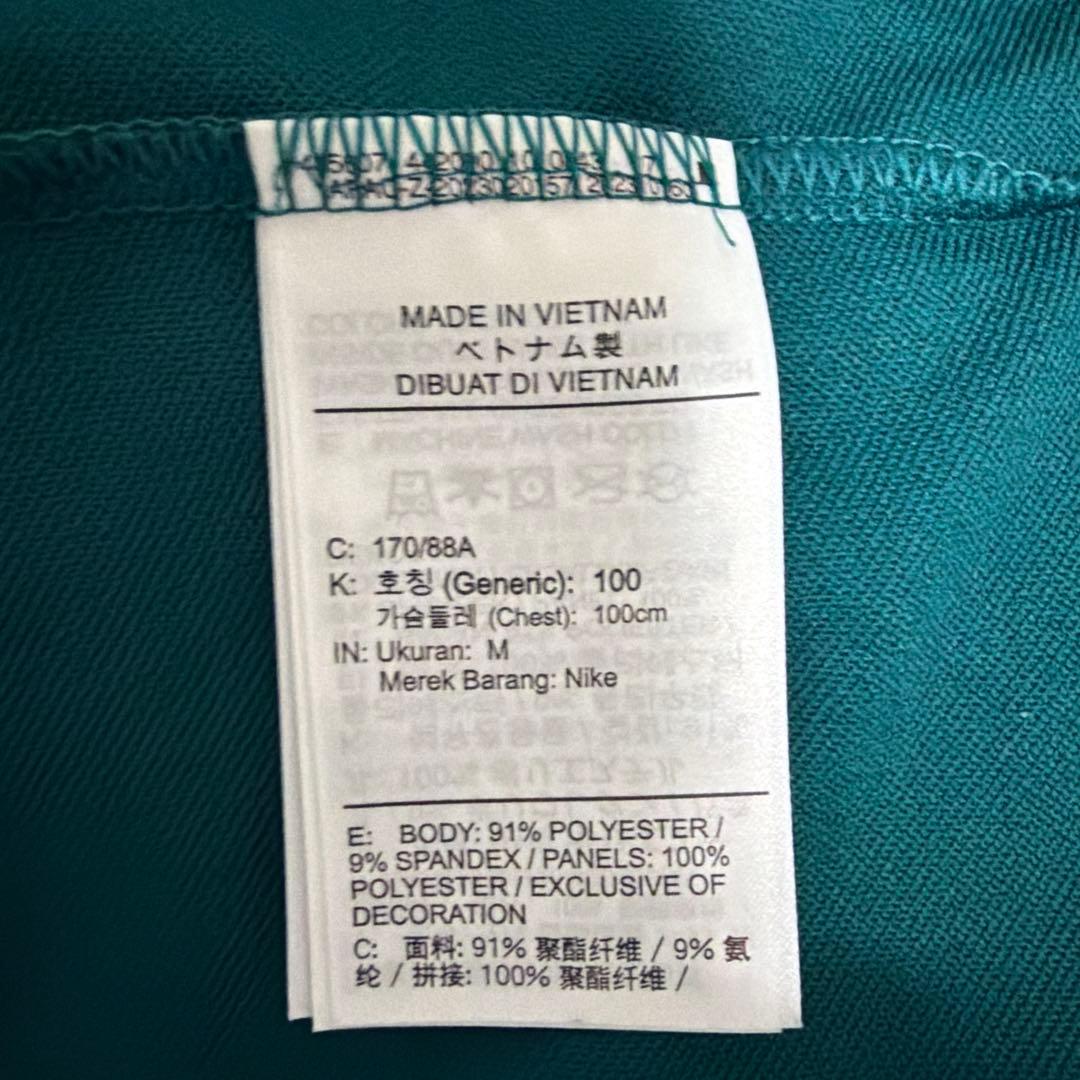 MADE IN VIETNAM
ベトナム製
DIBUAT DI VIETNAM
C: 170/88A
K: 호칭 (Generic): 100
가슴둘레 (Chest): 100cm
IN: Ukuran: M
Merek Barang: Nike
E: BODY: 91% POLYESTER /
9% SPANDEX / PANELS: 100%
POLYESTER / EXCLUSIVE OF
DECORATION
C: 面料: 91% 聚酯纤维 / 9% 氨
纶 / 拼接: 100% 聚酯纤维 /